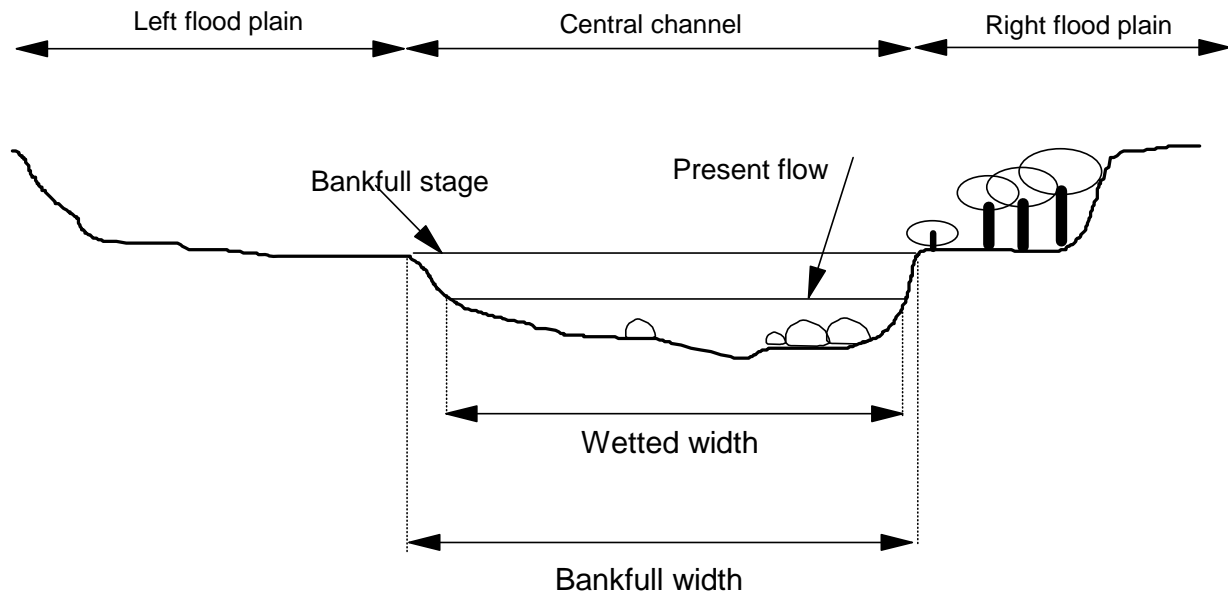 Left flood plain
Central channel
Right flood plain
Bankfull stage
Present flow
Wetted width
Bankfull width